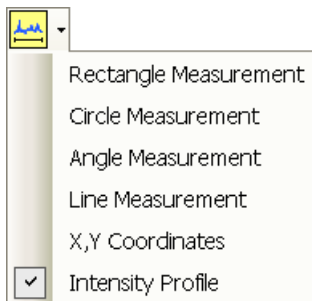 Rectangle Measurement
Circle Measurement
Angle Measurement
Line Measurement
X,Y Coordinates
Intensity Profile